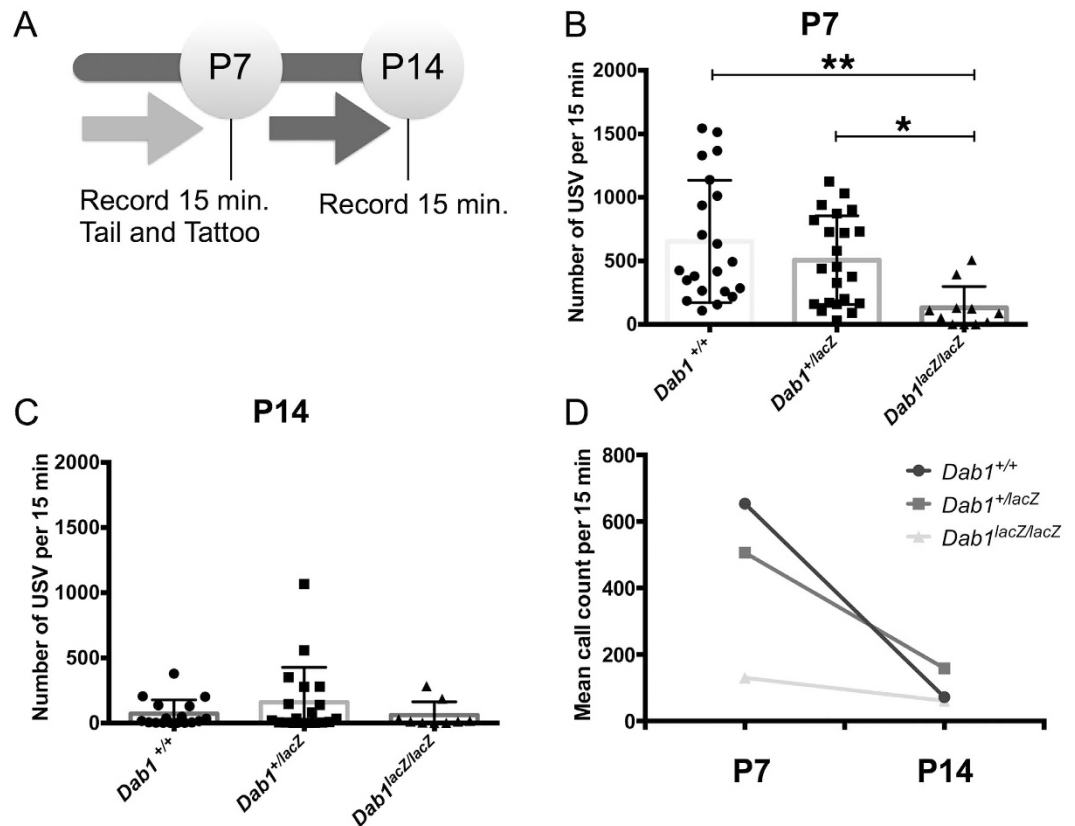 A
P7
P14
Record 15 min.
Tail and Tattoo
Record 15 min.
B
P7
Number of USV per 15 min
2000
1500
1000
500
0
**
*
Dab1 +/+
Dab1+/lacZ
Dab1lacZ/lacZ
C
P14
Number of USV per 15 min
2000
1500
1000
500
0
Dab1 +/+
Dab1+/lacZ
Dab1lacZ/lacZ
D
Mean call count per 15 min
800
600
400
200
0
Dab1+/+
Dab1+/lacZ
Dab1lacZ/lacZ
P7
P14